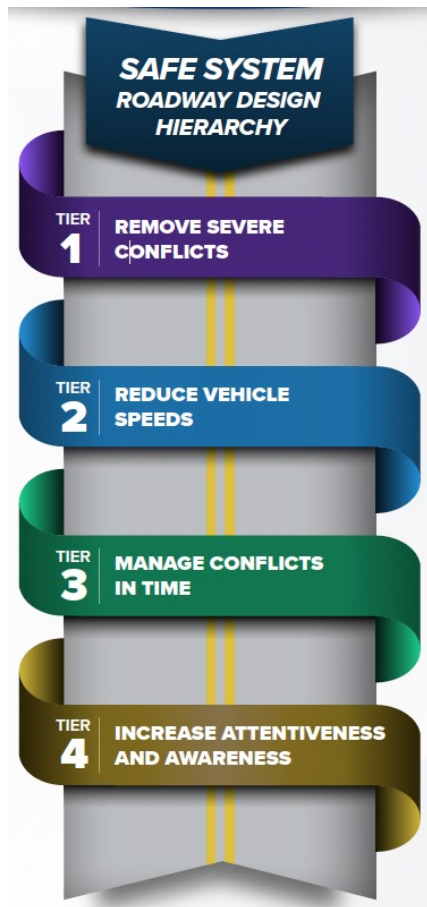 SAFE SYSTEM
ROADWAY DESIGN
HIERARCHY
TIER
1
REMOVE SEVERE
CONFLICTS
TIER
2
REDUCE VEHICLE
SPEEDS
TIER
3
MANAGE CONFLICTS
IN TIME
TIER
4
INCREASE ATTENTIVENESS
AND AWARENESS